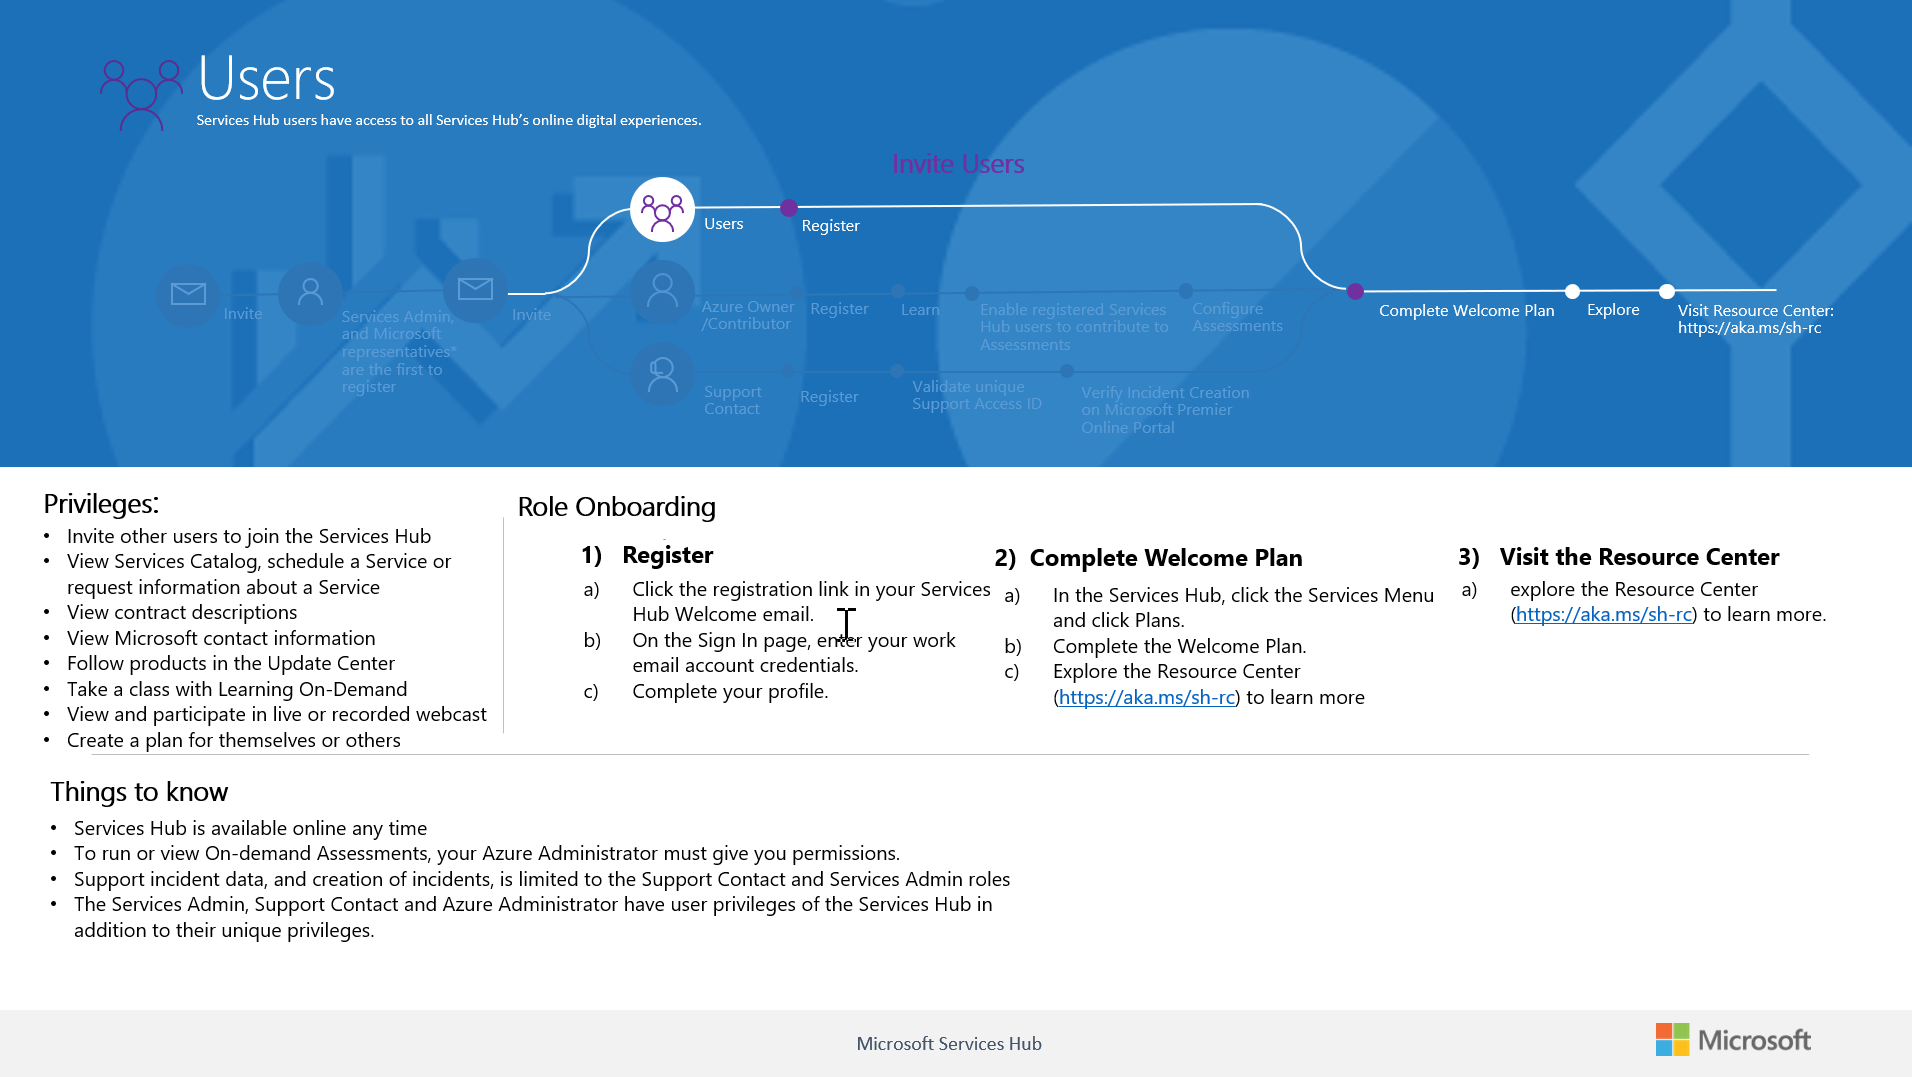 Users
Services Hub users have access to all Services Hub's online digital experiences.
Invite Users
Users
Register
Invite
Services Admin,
and Microsoft
representatives*
are the first to
register
Invite
Azure Owner
/Contributor
Register
Learn
Enable registered Services
Hub users to contribute to
Assessments
Configure
Assessments
Support
Contact
Register
Validate unique
Support Access ID
Verify Incident Creation
on Microsoft Premier
Online Portal
Complete Welcome Plan
Explore
Visit Resource Center:
https://aka.ms/sh-rc
Privileges:
• Invite other users to join the Services Hub
• View Services Catalog, schedule a Service or
request information about a Service
• View contract descriptions
• View Microsoft contact information
• Follow products in the Update Center
• Take a class with Learning On-Demand
• View and participate in live or recorded webcast
• Create a plan for themselves or others
Role Onboarding
1) Register
a) Click the registration link in your Services
Hub Welcome email.
b) On the Sign In page, enter your work
email account credentials.
c) Complete your profile.
2) Complete Welcome Plan
a) In the Services Hub, click the Services Menu
and click Plans.
b) Complete the Welcome Plan.
c) Explore the Resource Center
(https://aka.ms/sh-rc) to learn more
3) Visit the Resource Center
a) explore the Resource Center
(https://aka.ms/sh-rc) to learn more.
Things to know
• Services Hub is available online any time
• To run or view On-demand Assessments, your Azure Administrator must give you permissions.
• Support incident data, and creation of incidents, is limited to the Support Contact and Services Admin roles
• The Services Admin, Support Contact and Azure Administrator have user privileges of the Services Hub in
addition to their unique privileges.
Microsoft Services Hub
Microsoft